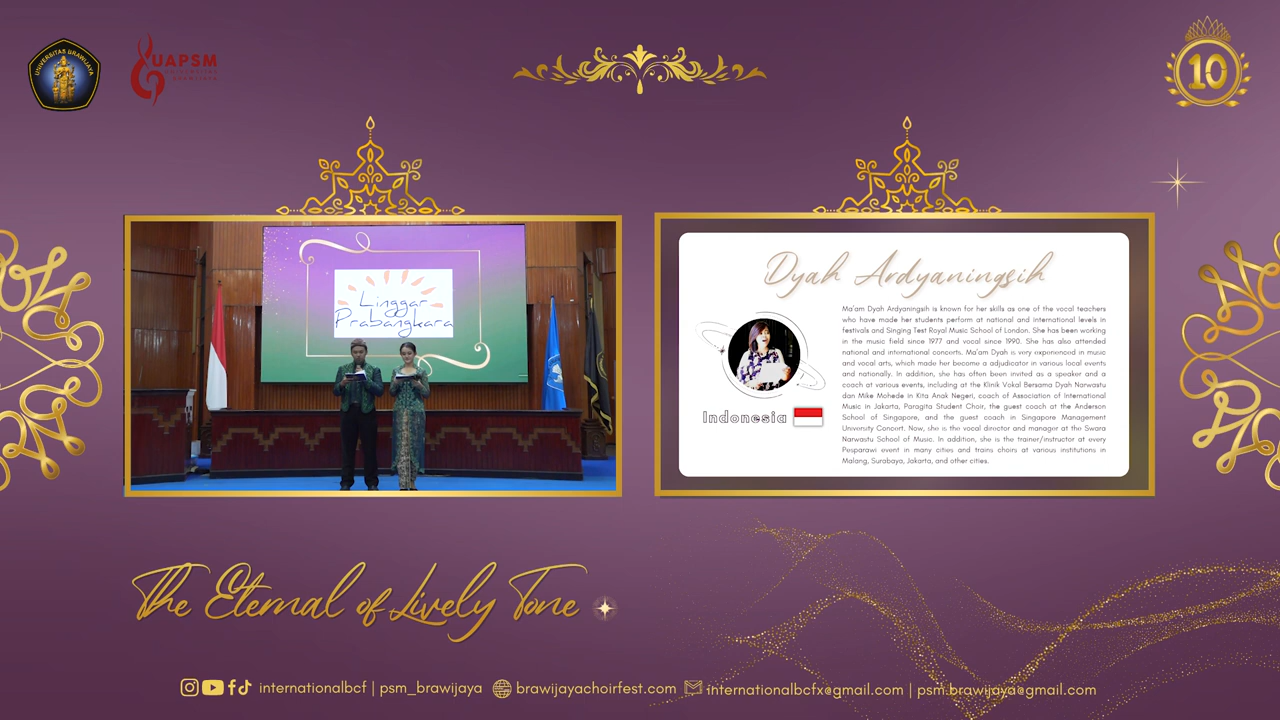 UNIVERSITAS BRAWIJAYA
UAPSM
UNIVERSITAS
BRAWIJAYA
10
Linggar
Prabangkara
Dyah Ardyaningsih
Ma'am Dyah Ardyaningsih is known for her skills as one of the vocal teachers
who have made her students perform at national and international levels in
festivals and Singing Test Royal Music School of London. She has been working
in the music field since 1977 and vocal since 1990. She has also attended
national and international concerts. Ma'am Dyah is very experienced in music
and vocal arts, which made her become a adjudicator in various local events
and nationally. In addition, she has often been invited as a speaker and a
coach at various events, including at the Klinik Vokal Bersama Dyah Narwastu
dan Mike Mohede in Kita Anak Negeri, coach of Association of International
Music in Jakarta, Paragita Student Choir, the guest coach at the Anderson
School of Singapore, and the guest coach in Singapore Management
University Concert. Now, she is the vocal director and manager at the Swara
Narwastu School of Music. In addition, she is the trainer/instructor at every
Pesparawi event in many cities and trains choirs at various institutions in
Malang, Surabaya, Jakarta, and other cities.
Indonesia
The Eternal of Lively Tone
internationalbcf | psm_brawijaya
brawijayachoirfest.com
internationalbcfx@gmail.com | psm.brawijaya@gmail.com